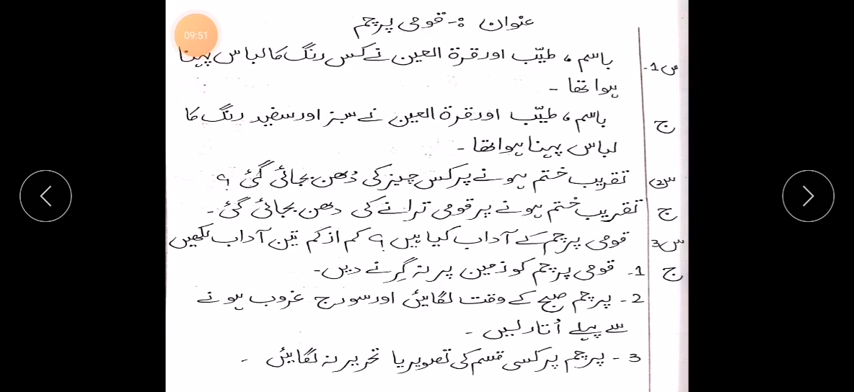 09:51
عنوان :- قومی پرچم
س1- باسم، طیّب اور قرۃ العین نے کس رنگ کا لباس پہنا
ہوا تھا -
ج باسم، طیّب اور قرۃ العین نے سبز اور سفید رنگ کا
لباس پہنا ہوا تھا -
س2 تقریب ختم ہونے پر کس چیز کی دُھن بجائی گئی ؟
ج تقریب ختم ہونے پر قومی ترانے کی دھن بجائی گئی -
س3 قومی پرچم کے آداب کیا ہیں ؟ کم از کم تین آداب لکھیں
ج 1- قومی پرچم کو زمین پر نہ گِرنے دیں -
2- پرچم صبح کے وقت لگائیں اور سورج غروب ہونے
سے پہلے اُتار لیں -
3- پرچم پر کسی قسم کی تصویر یا تحریر نہ لگائیں -